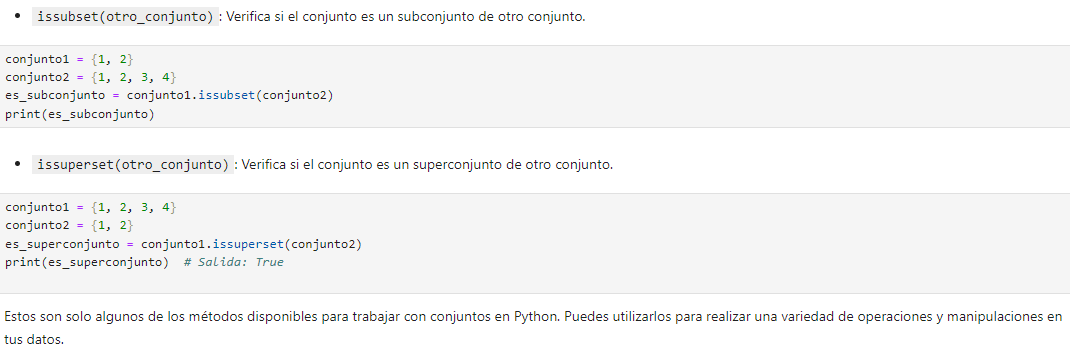 • issubset(otro_conjunto) : Verifica si el conjunto es un subconjunto de otro conjunto.
conjunto1 = {1, 2}
conjunto2 = {1, 2, 3, 4}
es_subconjunto = conjunto1.issubset(conjunto2)
print(es_subconjunto)
• issuperset(otro_conjunto) : Verifica si el conjunto es un superconjunto de otro conjunto.
conjunto1 = {1, 2, 3, 4}
conjunto2 = {1, 2}
es_superconjunto = conjunto1.issuperset(conjunto2)
print(es_superconjunto)  # Salida: True
Estos son solo algunos de los métodos disponibles para trabajar con conjuntos en Python. Puedes utilizarlos para realizar una variedad de operaciones y manipulaciones en
tus datos.